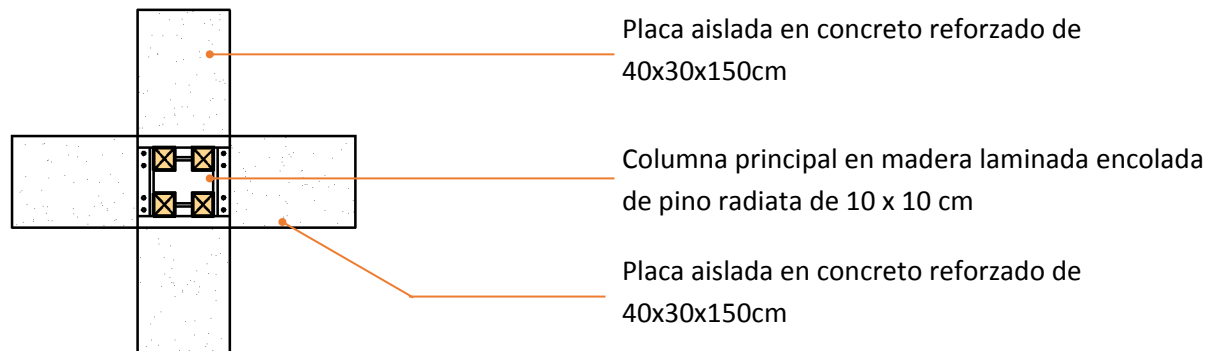 Placa aislada en concreto reforzado de
40x30x150cm
Columna principal en madera laminada encolada
de pino radiata de 10 x 10 cm
Placa aislada en concreto reforzado de
40x30x150cm